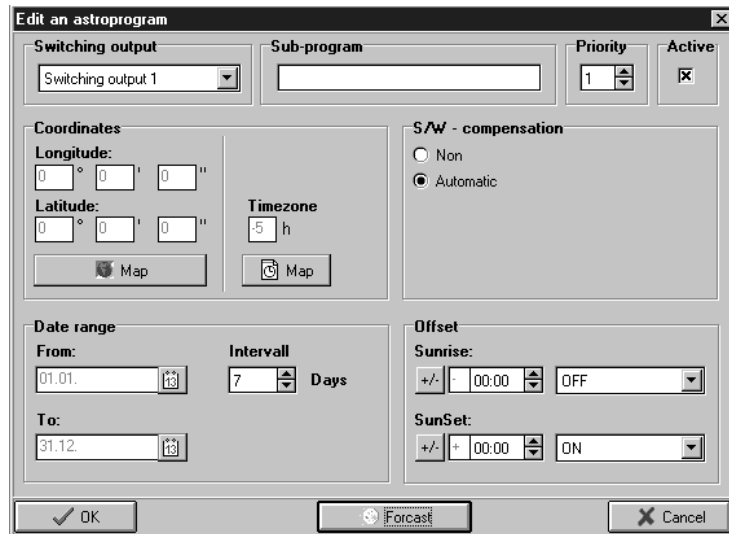 Edit an astroprogram
Switching output
Switching output 1
Sub-program
Priority
1
Active
Coordinates
Longitude:
0 ° 0 ' 0 "
Latitude:
0 ° 0 ' 0 "
Map
Timezone
-5 h
Map
S/W - compensation
Non
Automatic
Date range
From:
01.01.
13
Intervall
7 Days
To:
31.12.
13
Offset
Sunrise:
+/- - 00:00 OFF
SunSet:
+/- + 00:00 ON
OK
Forcast
Cancel